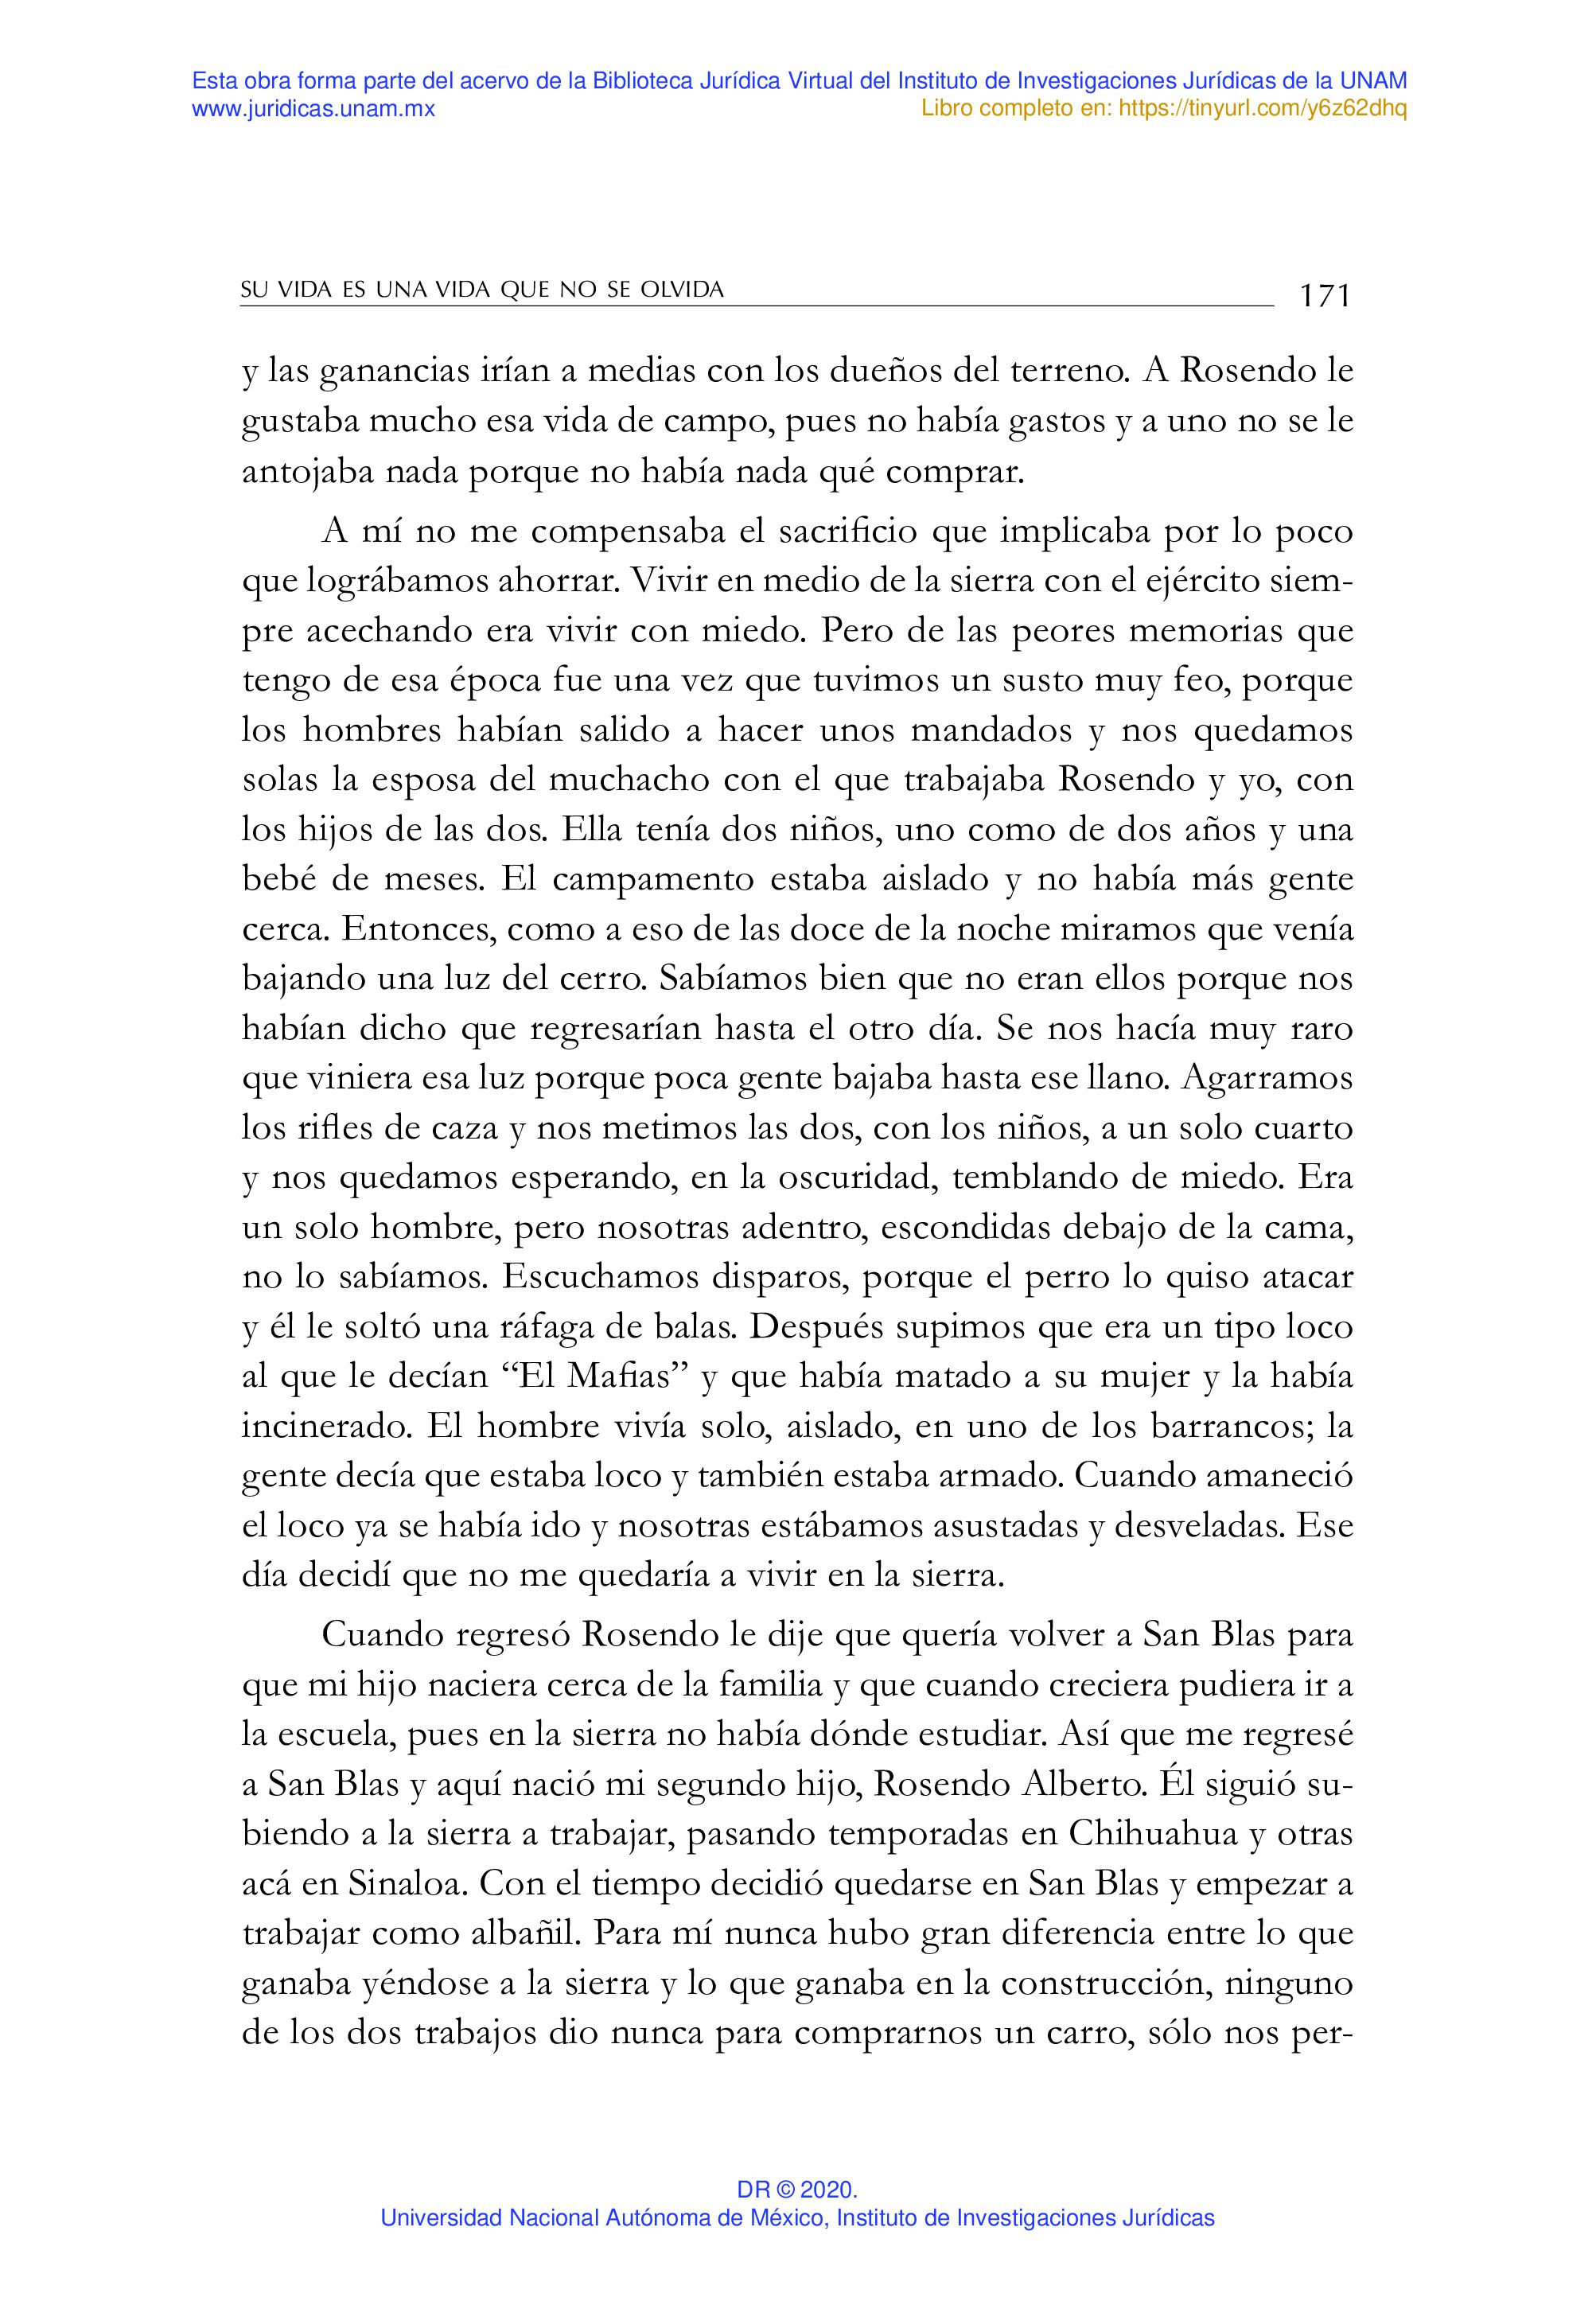 Esta obra forma parte del acervo de la Biblioteca Jurídica Virtual del Instituto de Investigaciones Jurídicas de la UNAM
www.juridicas.unam.mx
Libro completo en: https://tinyurl.com/y6z62dhq
SU VIDA ES UNA VIDA QUE NO SE OLVIDA
171
y las ganancias irían a medias con los dueños del terreno. A Rosendo le
gustaba mucho esa vida de campo, pues no había gastos y a uno no se le
antojaba nada porque no había nada qué comprar.
A mí no me compensaba el sacrificio que implicaba por lo poco
que lográbamos ahorrar. Vivir en medio de la sierra con el ejército siem-
pre acechando era vivir con miedo. Pero de las peores memorias que
tengo de esa época fue una vez que tuvimos un susto muy feo, porque
los hombres habían salido a hacer unos mandados y nos quedamos
solas la esposa del muchacho con el que trabajaba Rosendo y yo, con
los hijos de las dos. Ella tenía dos niños, uno como de dos años y una
bebé de meses. El campamento estaba aislado y no había más gente
cerca. Entonces, como a eso de las doce de la noche miramos que venía
bajando una luz del cerro. Sabíamos bien que no eran ellos porque nos
habían dicho que regresarían hasta el otro día. Se nos hacía muy raro
que viniera esa luz porque poca gente bajaba hasta ese llano. Agarramos
los rifles de caza y nos metimos las dos, con los niños, a un solo cuarto
y nos quedamos esperando, en la oscuridad, temblando de miedo. Era
un solo hombre, pero nosotras adentro, escondidas debajo de la cama,
no lo sabíamos. Escuchamos disparos, porque el perro lo quiso atacar
y él le soltó una ráfaga de balas. Después supimos que era un tipo loco
al que le decían “El Mafias” y que había matado a su mujer y la había
incinerado. El hombre vivía solo, aislado, en uno de los barrancos; la
gente decía que estaba loco y también estaba armado. Cuando amaneció
el loco ya se había ido y nosotras estábamos asustadas y desveladas. Ese
día decidí que no me quedaría a vivir en la sierra.
Cuando regresó Rosendo le dije que quería volver a San Blas para
que mi hijo naciera cerca de la familia y que cuando creciera pudiera ir a
la escuela, pues en la sierra no había dónde estudiar. Así que me regresé
a San Blas y aquí nació mi segundo hijo, Rosendo Alberto. Él siguió su-
biendo a la sierra a trabajar, pasando temporadas en Chihuahua y otras
acá en Sinaloa. Con el tiempo decidió quedarse en San Blas y empezar a
trabajar como albañil. Para mí nunca hubo gran diferencia entre lo que
ganaba yéndose a la sierra y lo que ganaba en la construcción, ninguno
de los dos trabajos dio nunca para comprarnos un carro, sólo nos per-
DR © 2020.
Universidad Nacional Autónoma de México, Instituto de Investigaciones Jurídicas